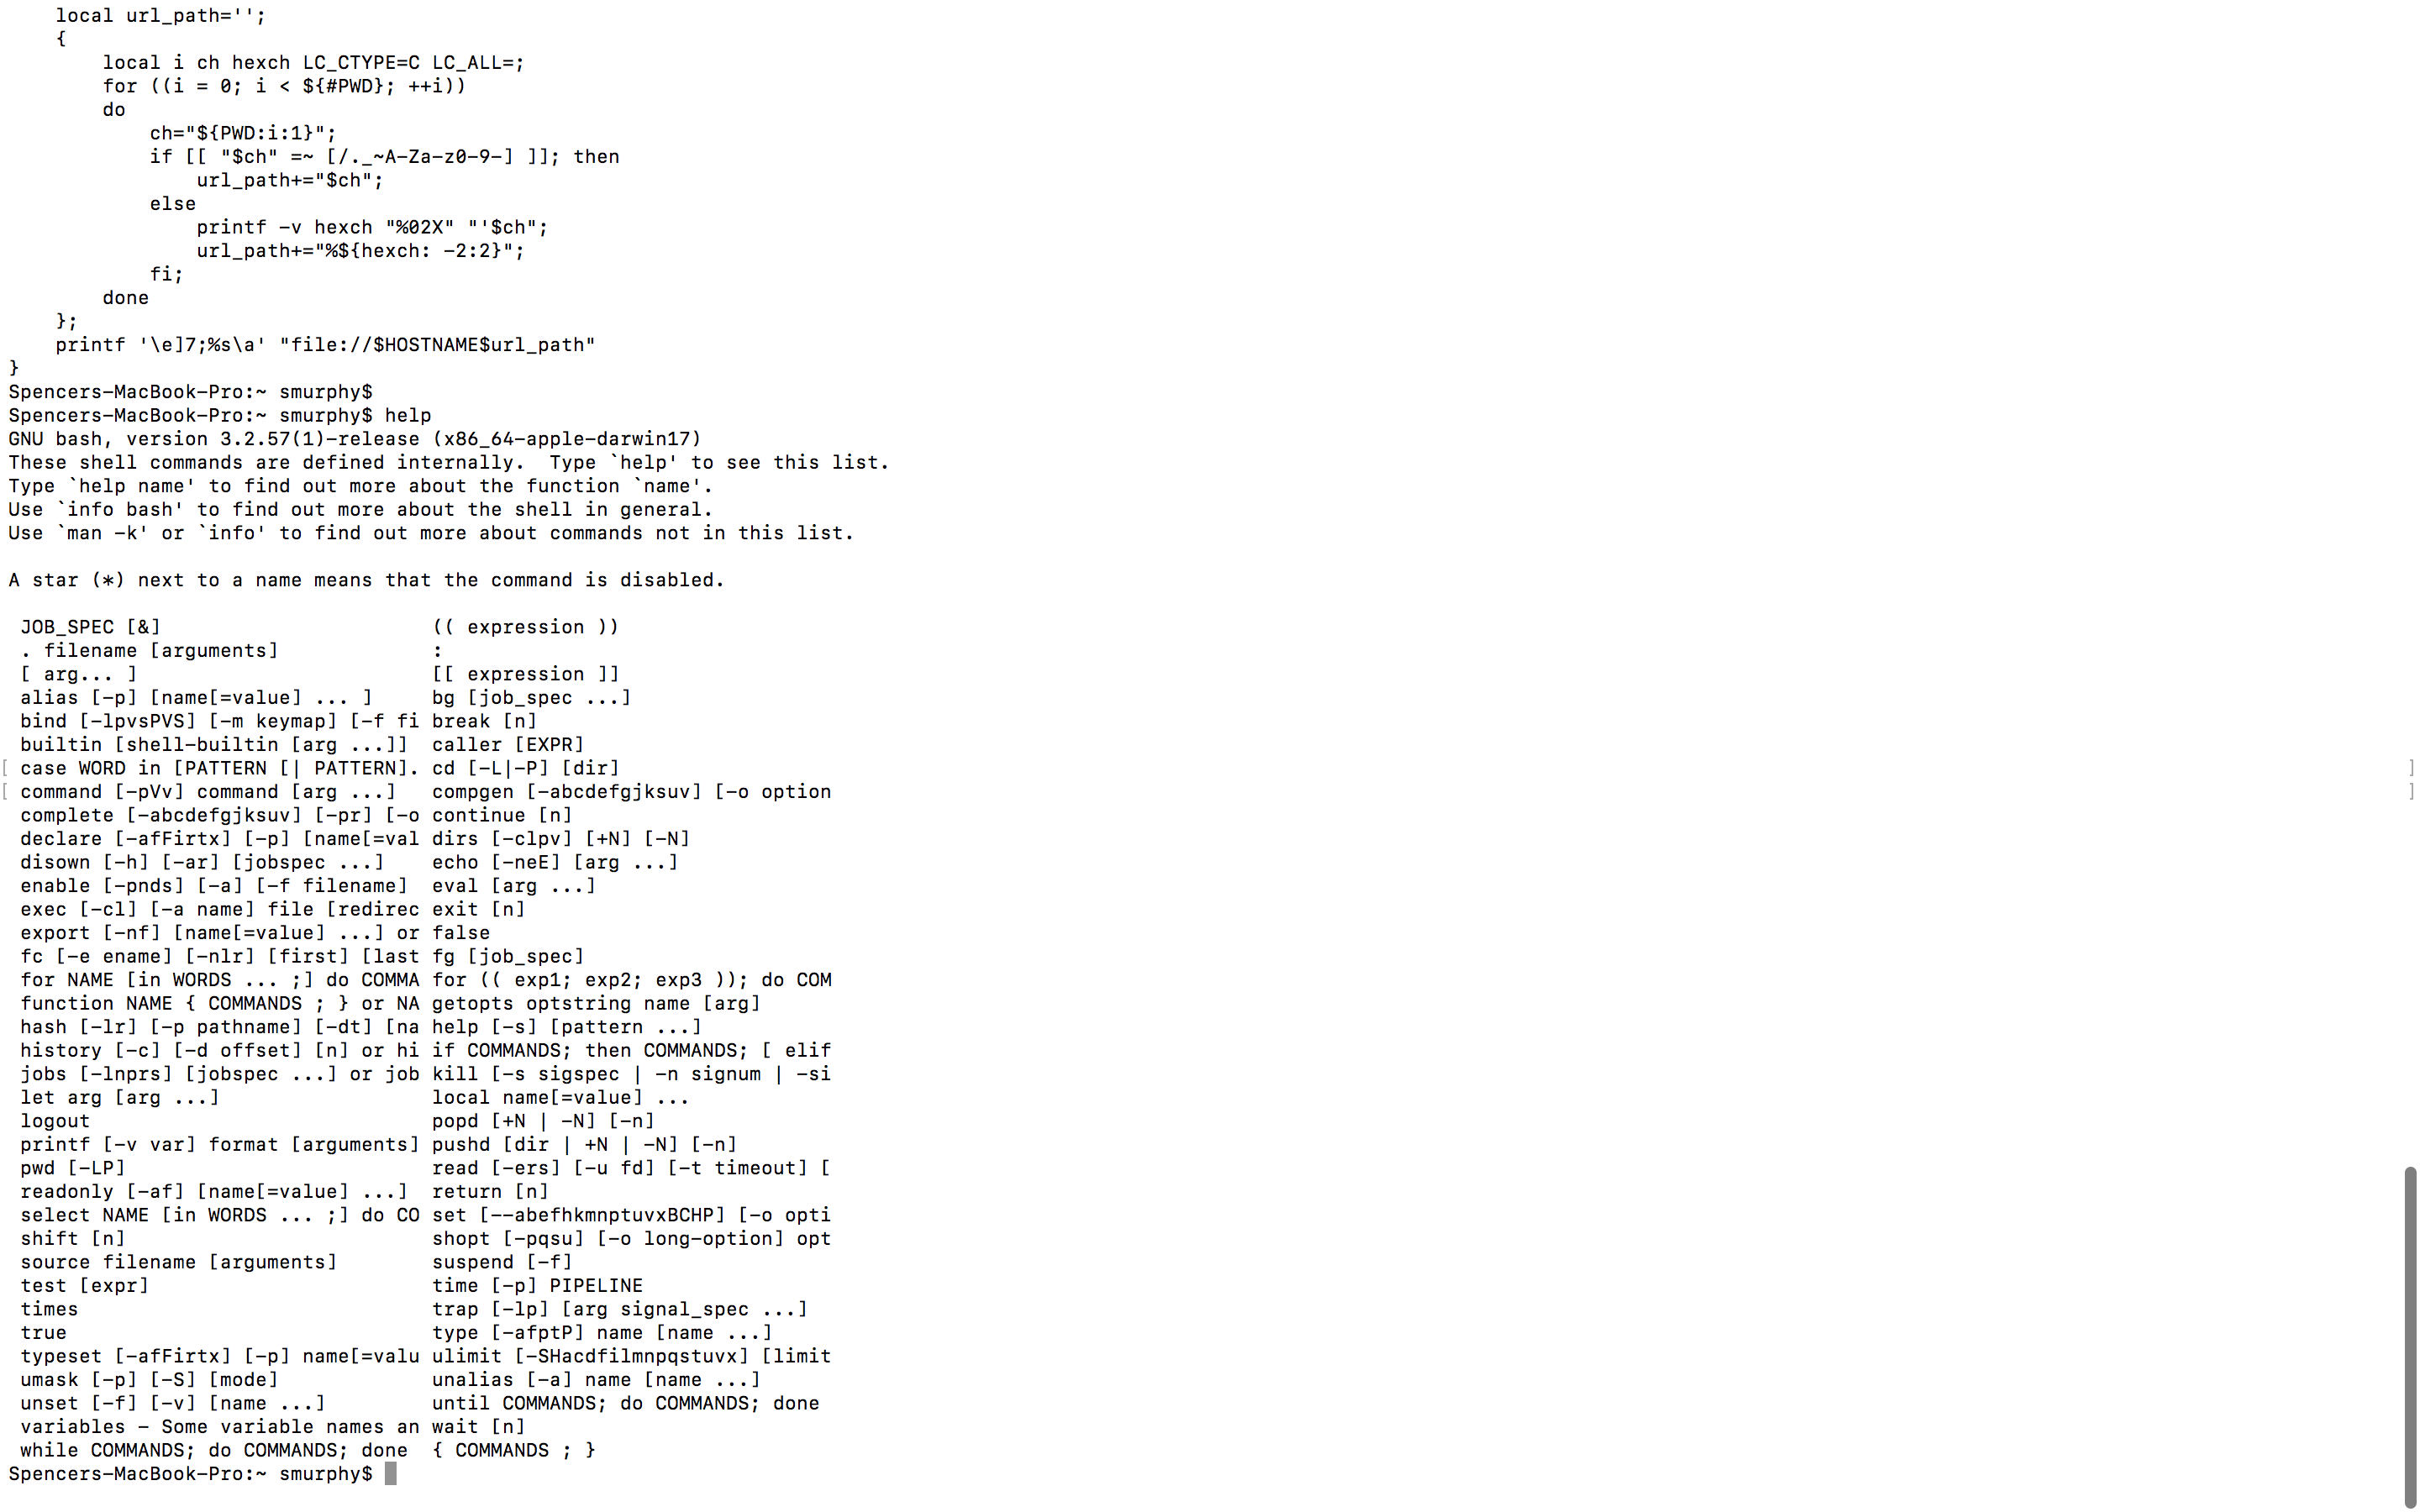 local url_path='';
    {
        local i ch hexch LC_CTYPE=C LC_ALL=;
        for ((i = 0; i < ${#PWD}; ++i))
        do
            ch="${PWD:i:1}";
            if [[ "$ch" =~ [/._~A-Za-z0-9-] ]]; then
                url_path+="$ch";
            else
                printf -v hexch "%02X" "'$ch";
                url_path+="%${hexch: -2:2}";
            fi;
        done
    };
    printf '\e]7;%s\a' "file://$HOSTNAME$url_path"
}
Spencers-MacBook-Pro:~ smurphy$
Spencers-MacBook-Pro:~ smurphy$ help
GNU bash, version 3.2.57(1)-release (x86_64-apple-darwin17)
These shell commands are defined internally.  Type `help' to see this list.
Type `help name' to find out more about the function `name'.
Use `info bash' to find out more about the shell in general.
Use `man -k' or `info' to find out more about commands not in this list.

A star (*) next to a name means that the command is disabled.

 JOB_SPEC [&]                       (( expression ))
 . filename [arguments]             :
 [ arg... ]                         [[ expression ]]
 alias [-p] [name[=value] ... ]     bg [job_spec ...]
 bind [-lpvsPVS] [-m keymap] [-f fi break [n]
 builtin [shell-builtin [arg ...]]  caller [EXPR]
[ case WORD in [PATTERN [| PATTERN]. cd [-L|-P] [dir] ]
[ command [-pVv] command [arg ...]   compgen [-abcdefgjksuv] [-o option ]
 complete [-abcdefgjksuv] [-pr] [-o continue [n]
 declare [-afFirtx] [-p] [name[=val dirs [-clpv] [+N] [-N]
 disown [-h] [-ar] [jobspec ...]    echo [-neE] [arg ...]
 enable [-pnds] [-a] [-f filename]  eval [arg ...]
 exec [-cl] [-a name] file [redirec exit [n]
 export [-nf] [name[=value] ...] or false
 fc [-e ename] [-nlr] [first] [last fg [job_spec]
 for NAME [in WORDS ... ;] do COMMA for (( exp1; exp2; exp3 )); do COM
 function NAME { COMMANDS ; } or NA getopts optstring name [arg]
 hash [-lr] [-p pathname] [-dt] [na help [-s] [pattern ...]
 history [-c] [-d offset] [n] or hi if COMMANDS; then COMMANDS; [ elif
 jobs [-lnprs] [jobspec ...] or job kill [-s sigspec | -n signum | -si
 let arg [arg ...]                  local name[=value] ...
 logout                             popd [+N | -N] [-n]
 printf [-v var] format [arguments] pushd [dir | +N | -N] [-n]
 pwd [-LP]                          read [-ers] [-u fd] [-t timeout] [
 readonly [-af] [name[=value] ...]  return [n]
 select NAME [in WORDS ... ;] do CO set [--abefhkmnptuvxBCHP] [-o opti
 shift [n]                          shopt [-pqsu] [-o long-option] opt
 source filename [arguments]        suspend [-f]
 test [expr]                        time [-p] PIPELINE
 times                              trap [-lp] [arg signal_spec ...]
 true                               type [-afptP] name [name ...]
 typeset [-afFirtx] [-p] name[=valu ulimit [-SHacdfilmnpqstuvx] [limit
 umask [-p] [-S] [mode]             unalias [-a] name [name ...]
 unset [-f] [-v] [name ...]         until COMMANDS; do COMMANDS; done
 variables - Some variable names an wait [n]
 while COMMANDS; do COMMANDS; done  { COMMANDS ; }
Spencers-MacBook-Pro:~ smurphy$